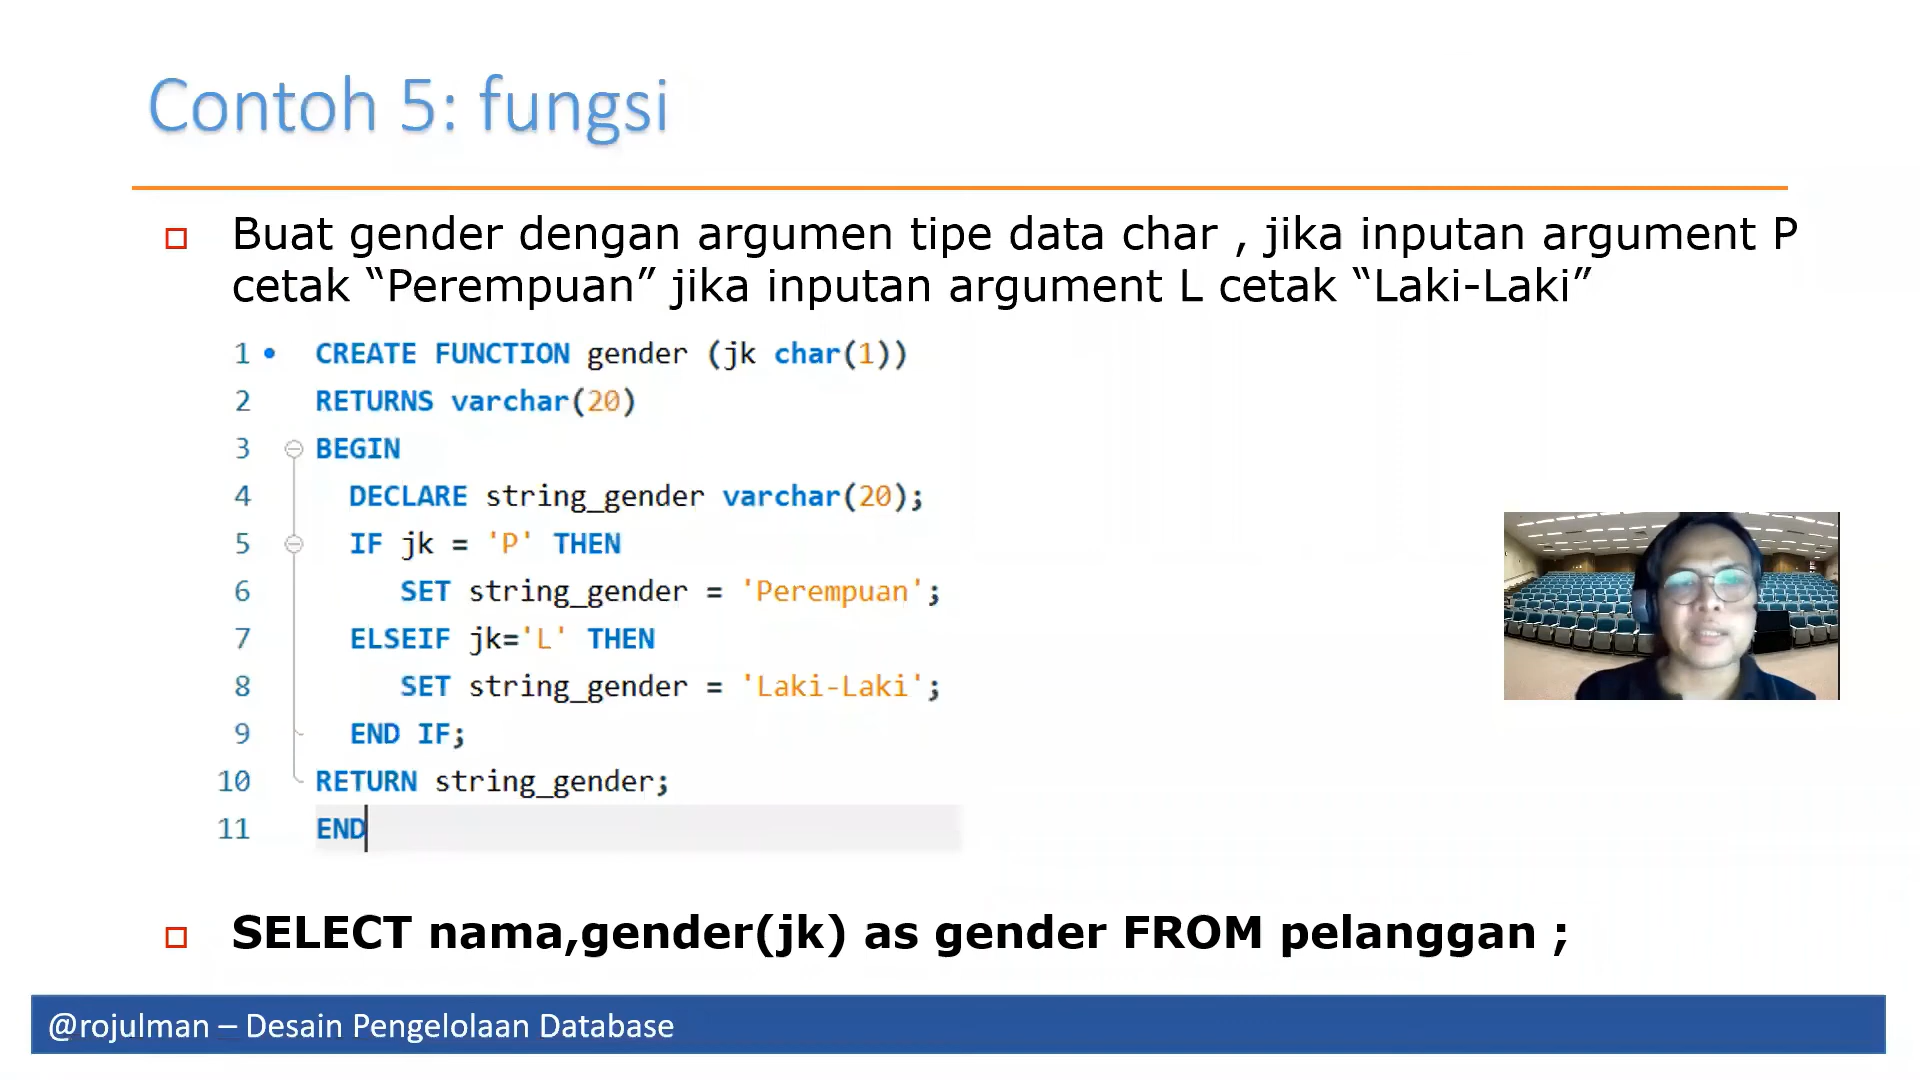 Contoh 5: fungsi
Buat gender dengan argumen tipe data char , jika inputan argument P
cetak “Perempuan” jika inputan argument L cetak “Laki-Laki”
1 CREATE FUNCTION gender (jk char(1))
2 RETURNS varchar(20)
3 BEGIN
4 DECLARE string_gender varchar(20);
5 IF jk = 'P' THEN
6 SET string_gender = 'Perempuan';
7 ELSEIF jk='L' THEN
8 SET string_gender = 'Laki-Laki';
9 END IF;
10 RETURN string_gender;
11 END
SELECT nama,gender(jk) as gender FROM pelanggan ;
@rojulman – Desain Pengelolaan Database